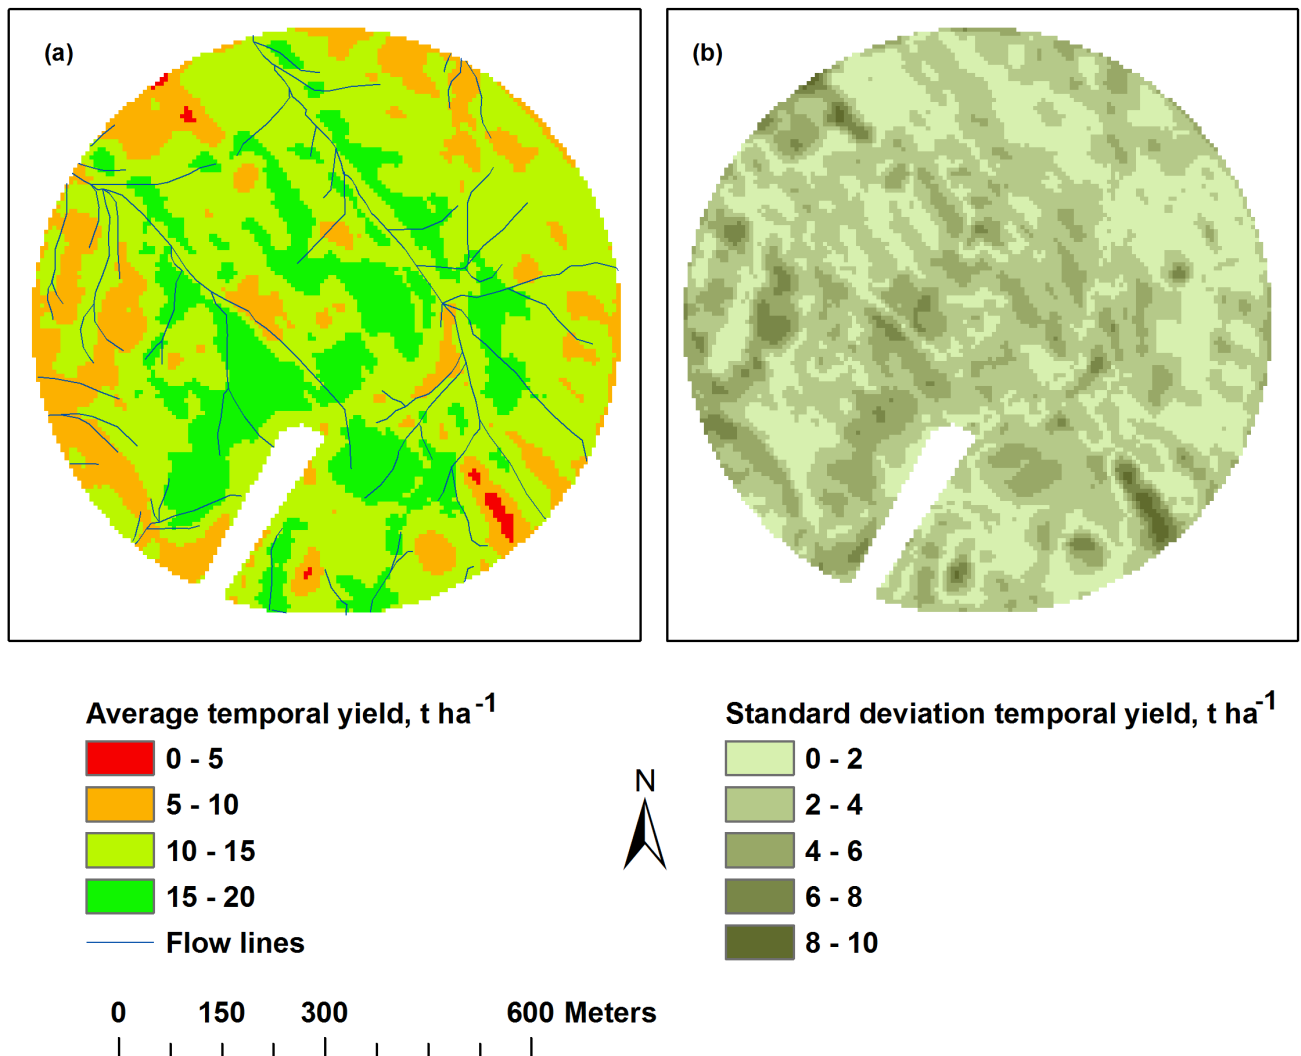 (a)
(b)
Average temporal yield, t ha-1
0 - 5
5 - 10
10 - 15
15 - 20
Flow lines
N
Standard deviation temporal yield, t ha-1
0 - 2
2 - 4
4 - 6
6 - 8
8 - 10
0 150 300 600 Meters